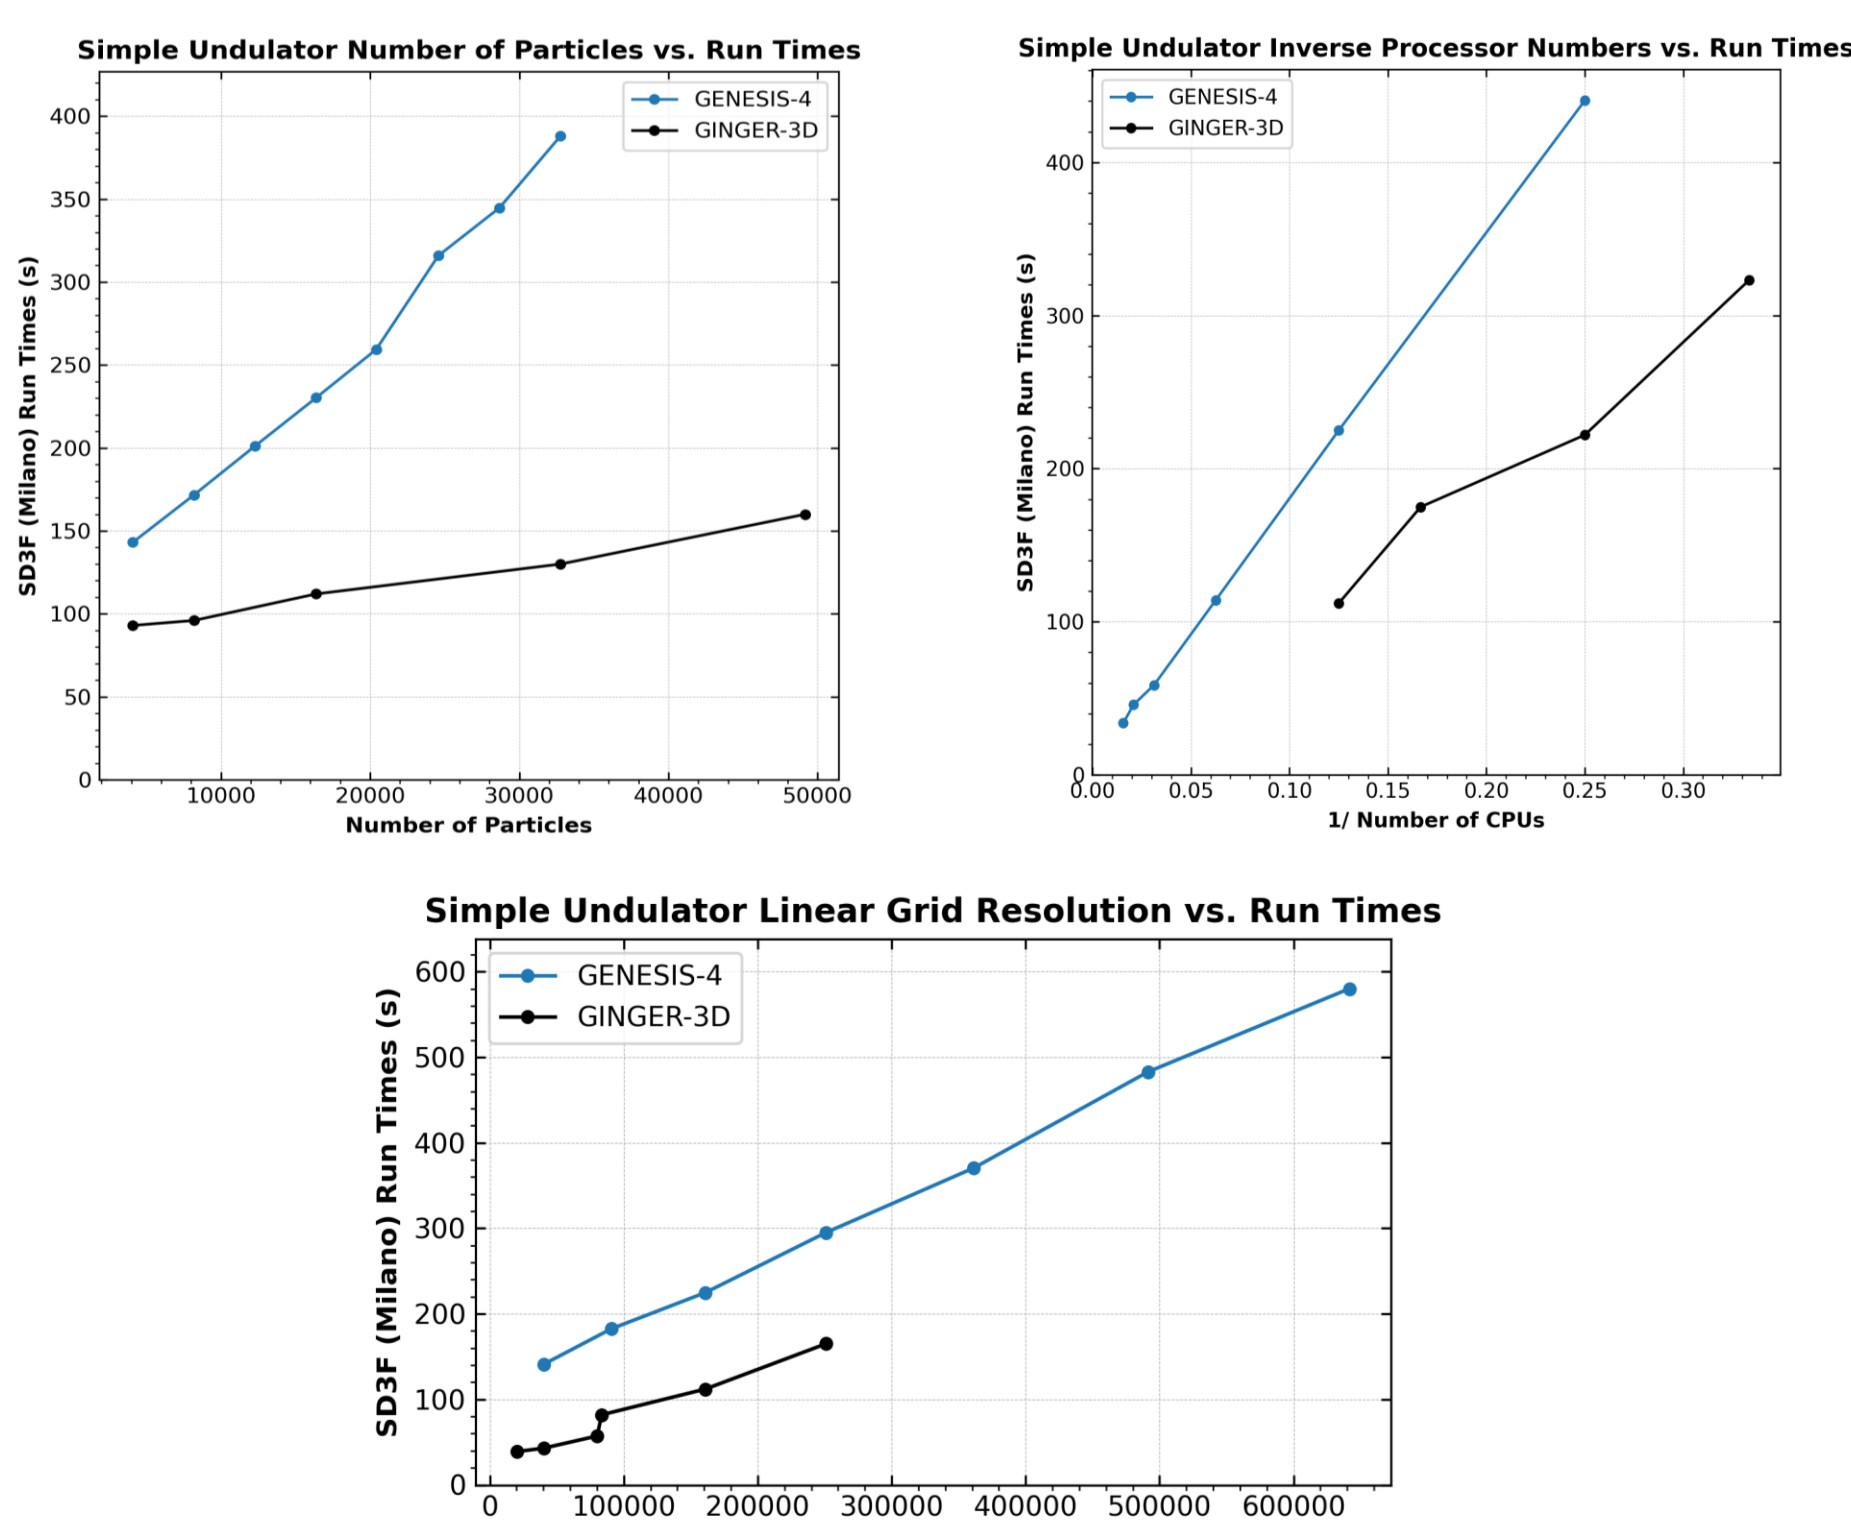 Simple Undulator Number of Particles vs. Run Times
GENESIS-4
GINGER-3D
400
350
300
250
200
150
100
50
0
SD3F (Milano) Run Times (s)
10000 20000 30000 40000 50000
Number of Particles
Simple Undulator Inverse Processor Numbers vs. Run Times
GENESIS-4
GINGER-3D
400
300
200
100
0
SD3F (Milano) Run Times (s)
0.00 0.05 0.10 0.15 0.20 0.25 0.30
1/ Number of CPUs
Simple Undulator Linear Grid Resolution vs. Run Times
GENESIS-4
GINGER-3D
600
500
400
300
200
100
0
SD3F (Milano) Run Times (s)
0 100000 200000 300000 400000 500000 600000